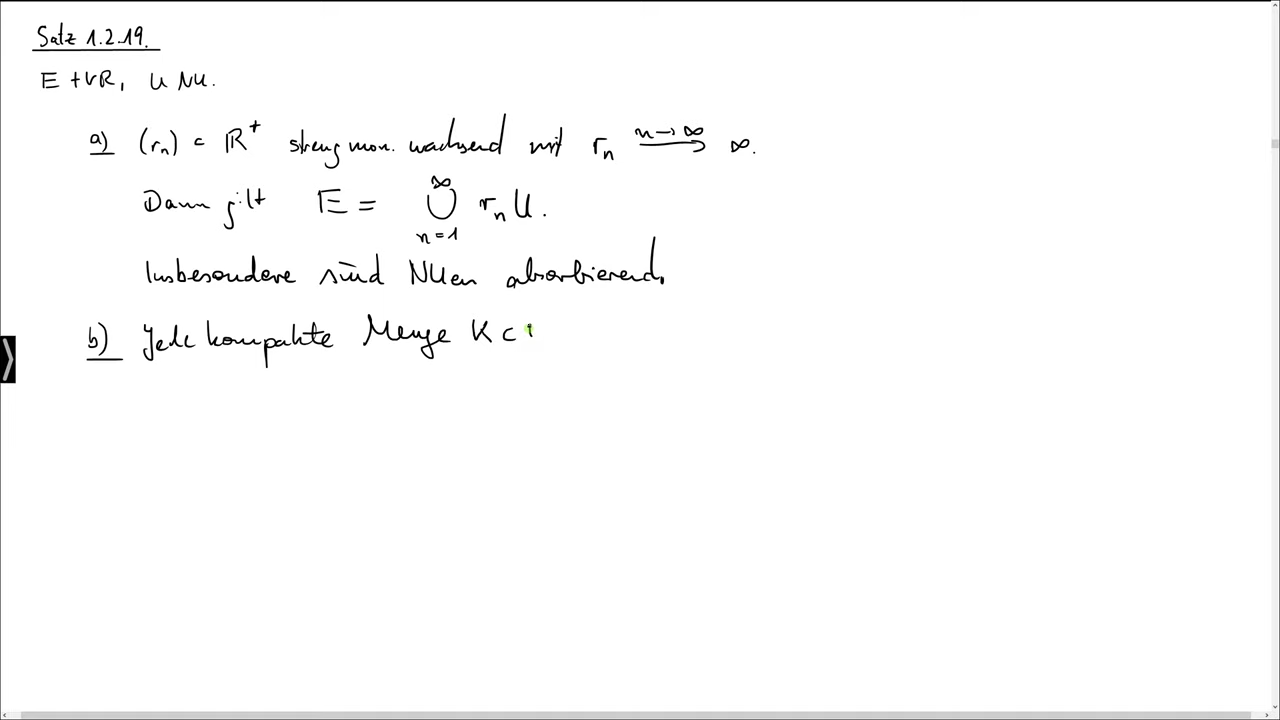 Satz 1.2.19.
E tVR, U NU.
a) (rₙ) ⊂ ℝ⁺ streng mon. wachsend mit rₙ →^{n→∞} ∞.
Dann gilt E = ⋃_{n=1}^{∞} rₙU.
Insbesondere sind NUen absorbierend.
b) Jede kompakte Menge K ⊂